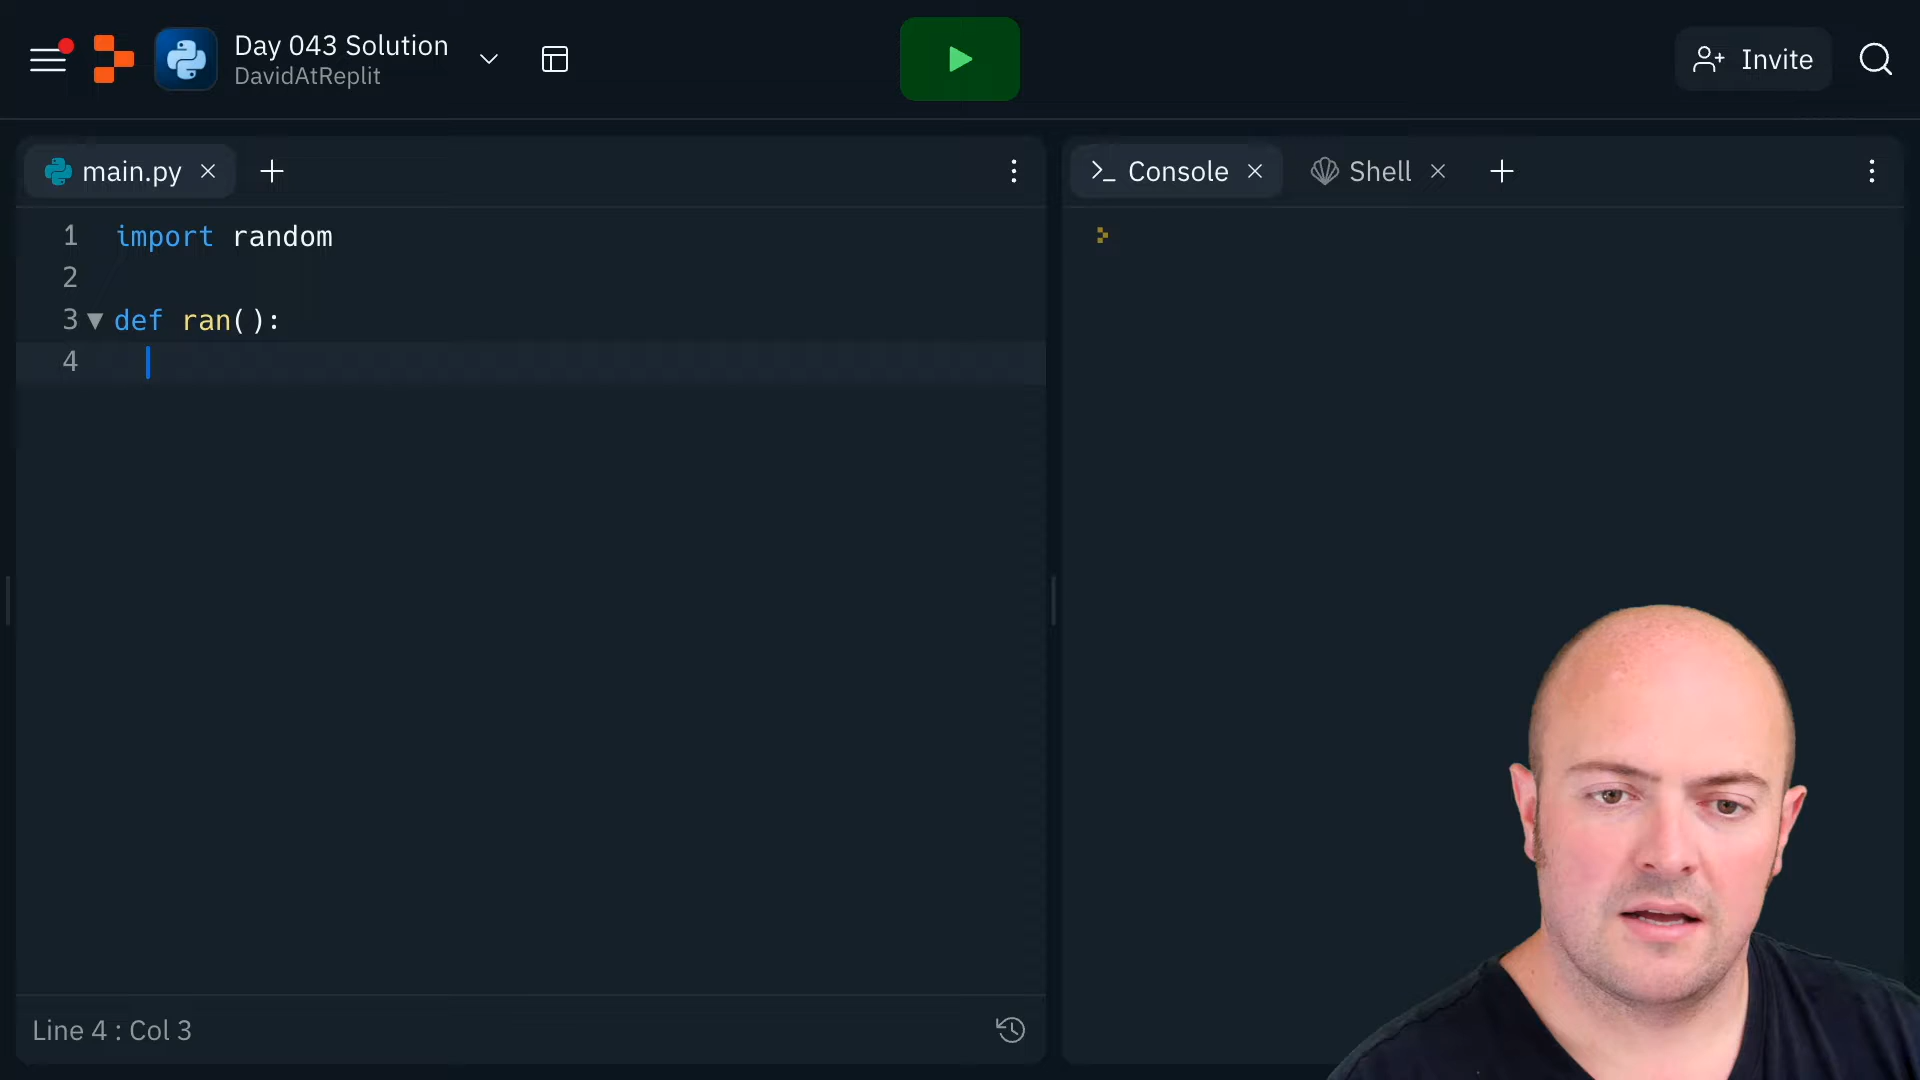 Day 043 Solution
DavidAtReplit
Invite
main.py
Console
Shell
1 import random
2
3 def ran():
4
Line 4 : Col 3